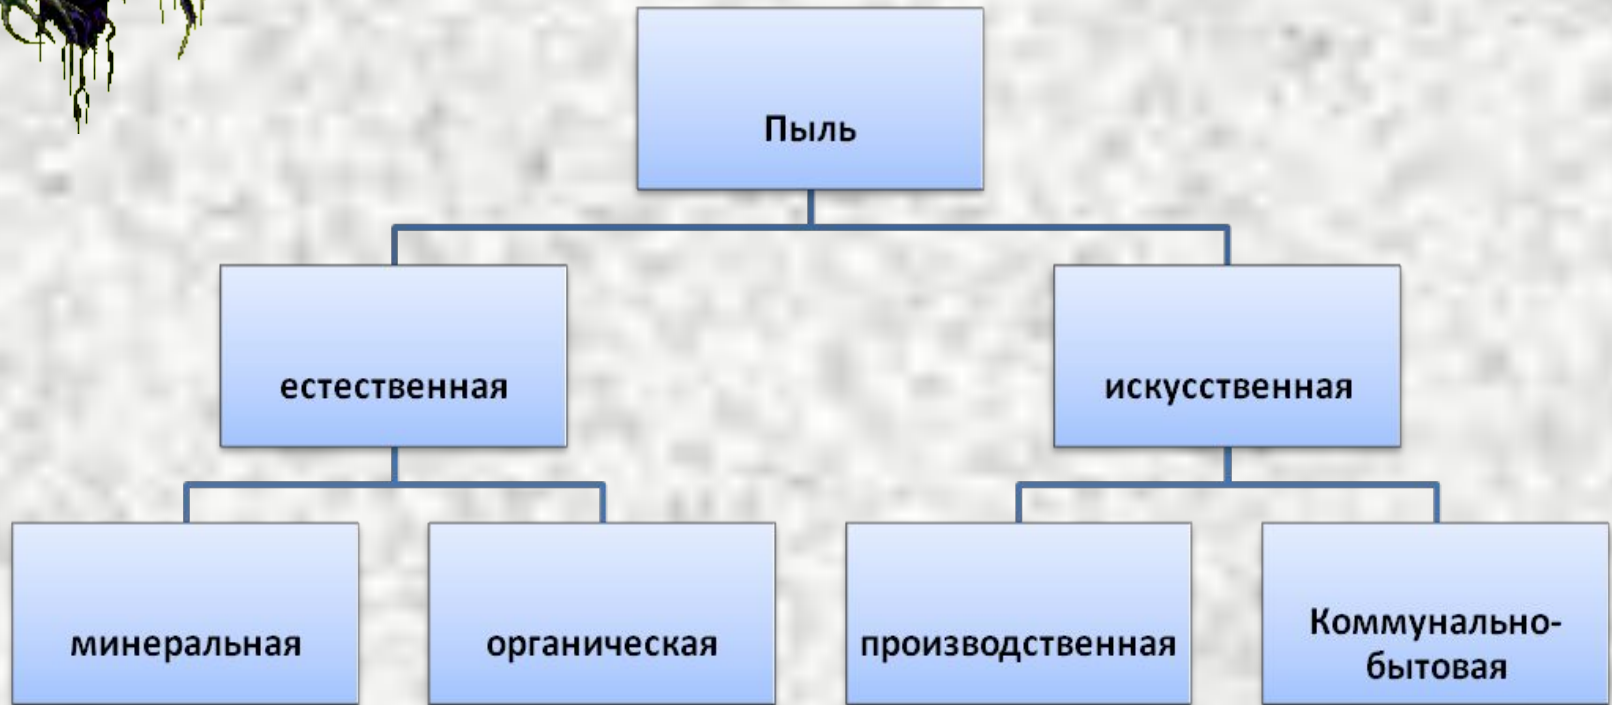 Пыль
естественная
искусственная
минеральная
органическая
производственная
Коммунально-
бытовая